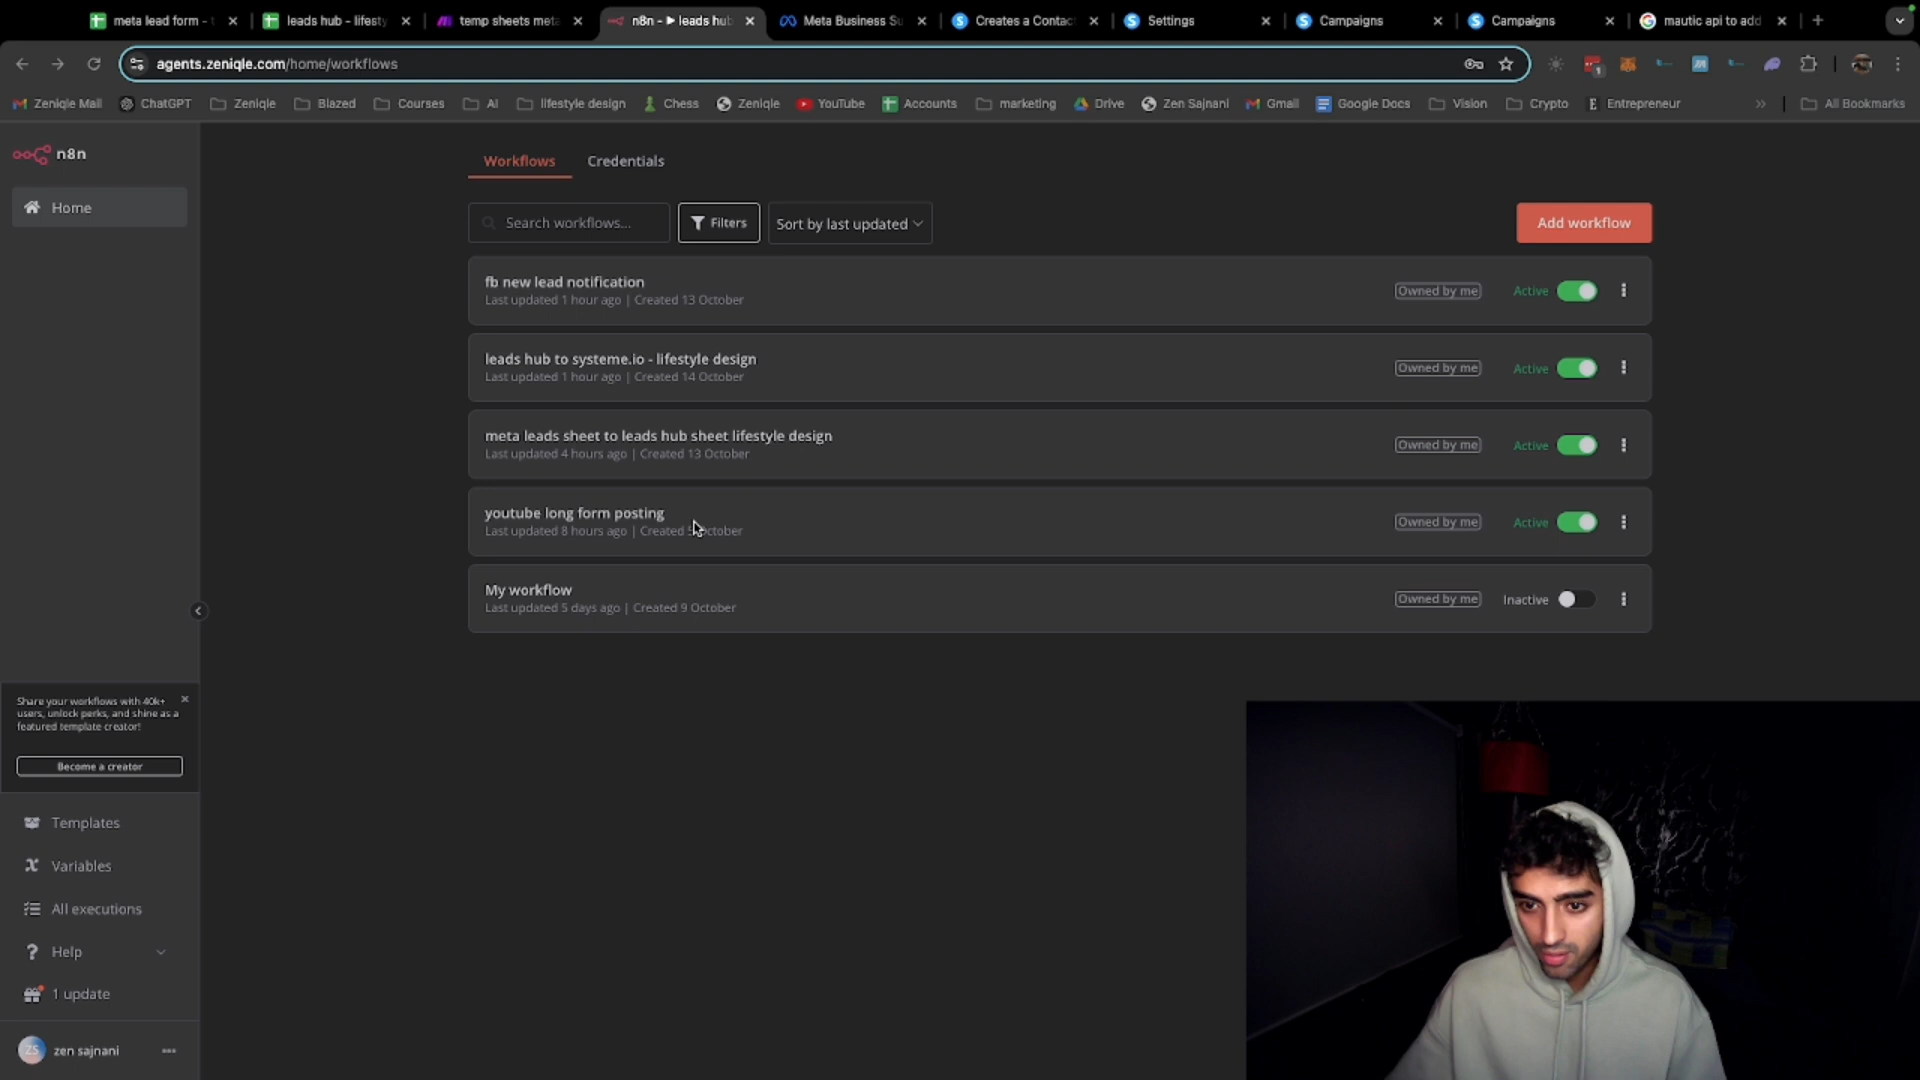 meta lead form - t
leads hub - lifesty
temp sheets meta
n8n - ▶ leads hub
Meta Business Su
Creates a Contac
Settings
Campaigns
Campaigns
mautic api to add
agents.zeniqle.com/home/workflows
Zeniqle Mail
ChatGPT
Zeniqle
Blazed
Courses
AI
lifestyle design
Chess
Zeniqle
YouTube
Accounts
marketing
Drive
Zen Sajnani
Gmail
Google Docs
Vision
Crypto
Entrepreneur
All Bookmarks
n8n
Home
Workflows
Credentials
Search workflows...
Filters
Sort by last updated
Add workflow
fb new lead notification
Last updated 1 hour ago | Created 13 October
Owned by me
Active
leads hub to systeme.io - lifestyle design
Last updated 1 hour ago | Created 14 October
Owned by me
Active
meta leads sheet to leads hub sheet lifestyle design
Last updated 4 hours ago | Created 13 October
Owned by me
Active
youtube long form posting
Last updated 8 hours ago | Created 5 October
Owned by me
Active
My workflow
Last updated 5 days ago | Created 9 October
Owned by me
Inactive
Share your workflows with 40k+
users, unlock perks, and shine as a
featured template creator!
Become a creator
Templates
Variables
All executions
Help
1 update
ZS
zen sajnani